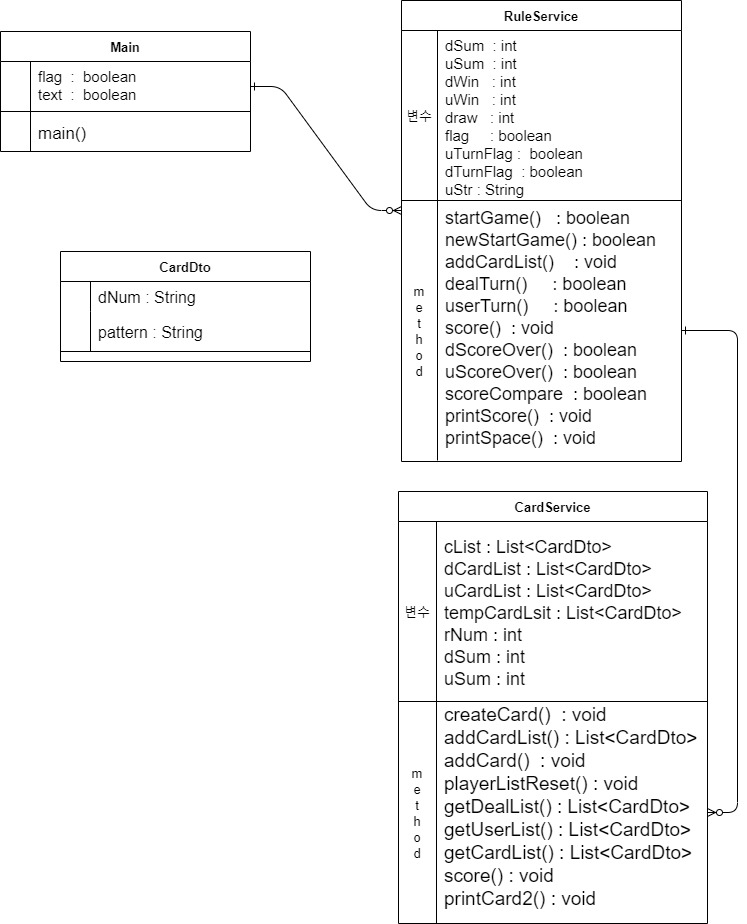 Main
flag : boolean
text : boolean
main()
CardDto
dNum : String
pattern : String
RuleService
변수
dSum : int
uSum : int
dWin : int
uWin : int
draw : int
flag : boolean
uTurnFlag : boolean
dTurnFlag : boolean
uStr : String
method
startGame() : boolean
newStartGame() : boolean
addCardList() : void
dealTurn() : boolean
userTurn() : boolean
score() : void
dScoreOver() : boolean
uScoreOver() : boolean
scoreCompare : boolean
printScore() : void
printSpace() : void
CardService
변수
cList : List<CardDto>
dCardList : List<CardDto>
uCardList : List<CardDto>
tempCardLsit : List<CardDto>
rNum : int
dSum : int
uSum : int
method
createCard() : void
addCardList() : List<CardDto>
addCard() : void
playerListReset() : void
getDealList() : List<CardDto>
getUserList() : List<CardDto>
getCardList() : List<CardDto>
score() : void
printCard2() : void